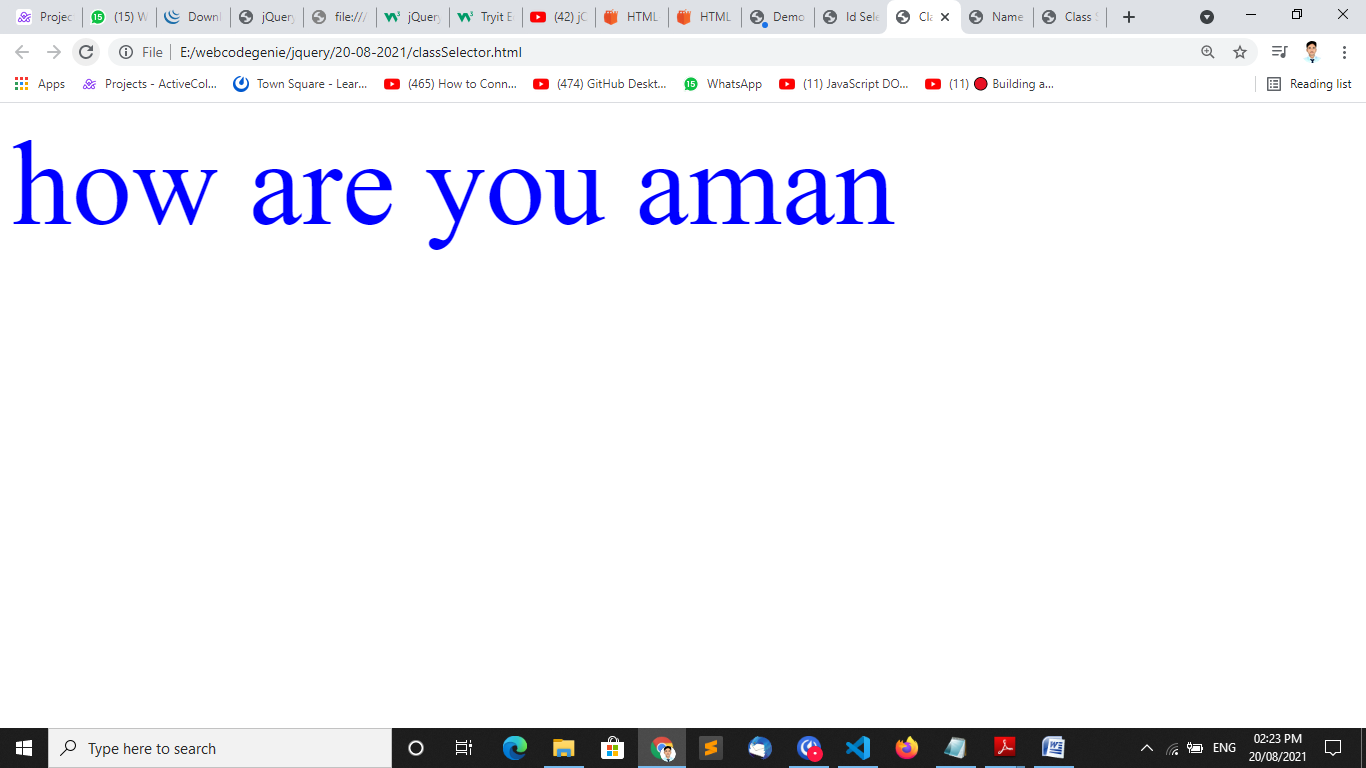 Projec (15) W Downl jQuery file:/// jQuery Tryit E (42) jC HTML HTML Demo Id Sele Cla Name Class S
File E:/webcodegenie/jquery/20-08-2021/classSelector.html
Apps Projects - ActiveCol... Town Square - Lear... (465) How to Conn... (474) GitHub Deskt... 15 WhatsApp (11) JavaScript DO... (11) Building a... Reading list
how are you aman
Type here to search ENG 02:23 PM
20/08/2021